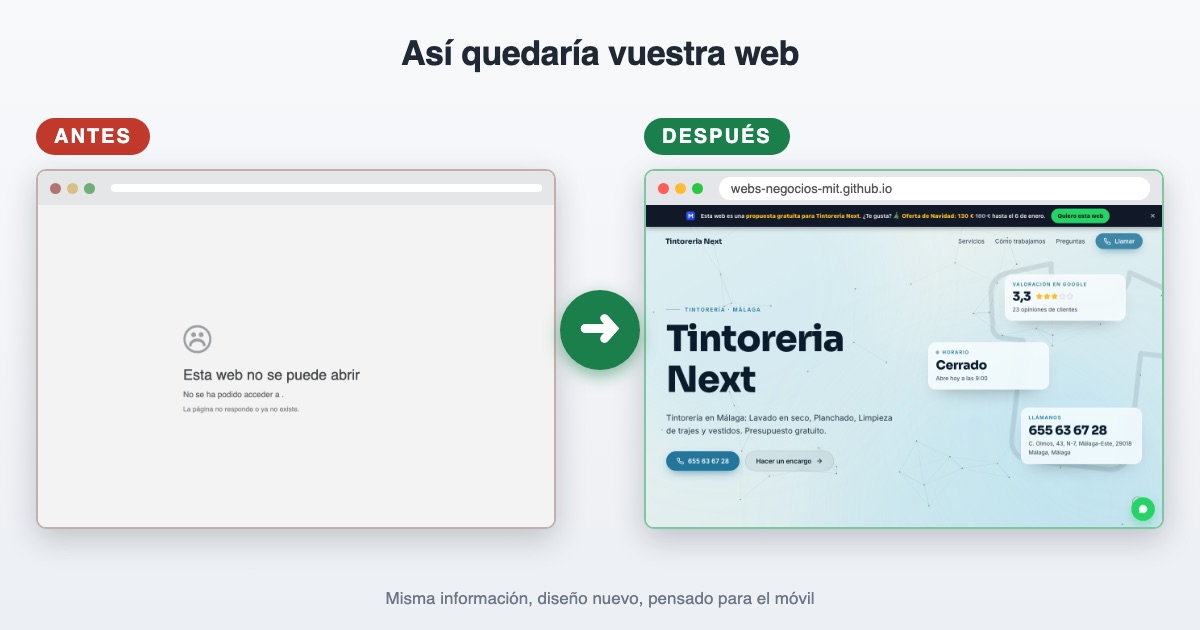 Así quedaría vuestra web
ANTES
DESPUÉS
Esta web no se puede abrir
No se ha podido acceder a .
La página no responde o ya no existe.
webs-negocios-mit.github.io
M Esta web es una propuesta gratuita para Tintorería Next. ¿Te gusta? 🎄 Oferta de Navidad: 130 € 180 € hasta el 6 de enero. Quiero esta web ×
Tintoreria Next
Servicios Cómo trabajamos Preguntas Llamar
VALORACIÓN EN GOOGLE
3,3 ★★★☆☆
23 opiniones de clientes
TINTORERÍA · MÁLAGA
Tintoreria
Next
HORARIO
Cerrado
Abre hoy a las 9:00
Tintorería en Málaga: Lavado en seco, Planchado, Limpieza
de trajes y vestidos. Presupuesto gratuito.
655 63 67 28
Hacer un encargo →
LLÁMANOS
655 63 67 28
C. Olmos, 43, N-7, Málaga-Este, 29018
Málaga, Málaga
Misma información, diseño nuevo, pensado para el móvil